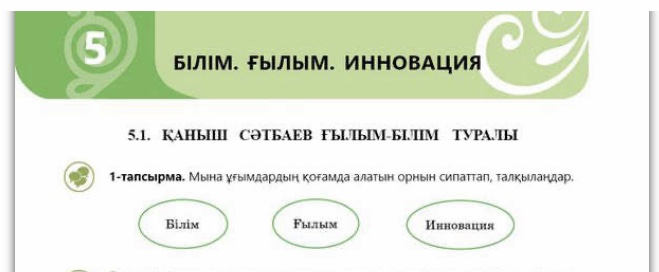 5
БІЛІМ. ҒЫЛЫМ. ИННОВАЦИЯ
5.1. ҚАНЫШ СӘТБАЕВ ҒЫЛЫМ-БІЛІМ ТУРАЛЫ
1-тапсырма. Мына ұғымдардың қоғамда алатын орнын сипаттап, талқылаңдар.
Білім Ғылым Инновация